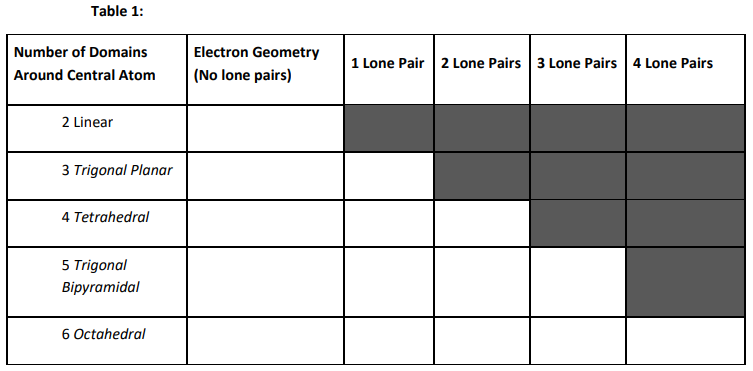 Table 1:
Number of Domains Around Central Atom
Electron Geometry (No lone pairs)
1 Lone Pair
2 Lone Pairs
3 Lone Pairs
4 Lone Pairs
2 Linear
3 Trigonal Planar
4 Tetrahedral
5 Trigonal
Bipyramidal
6 Octahedral